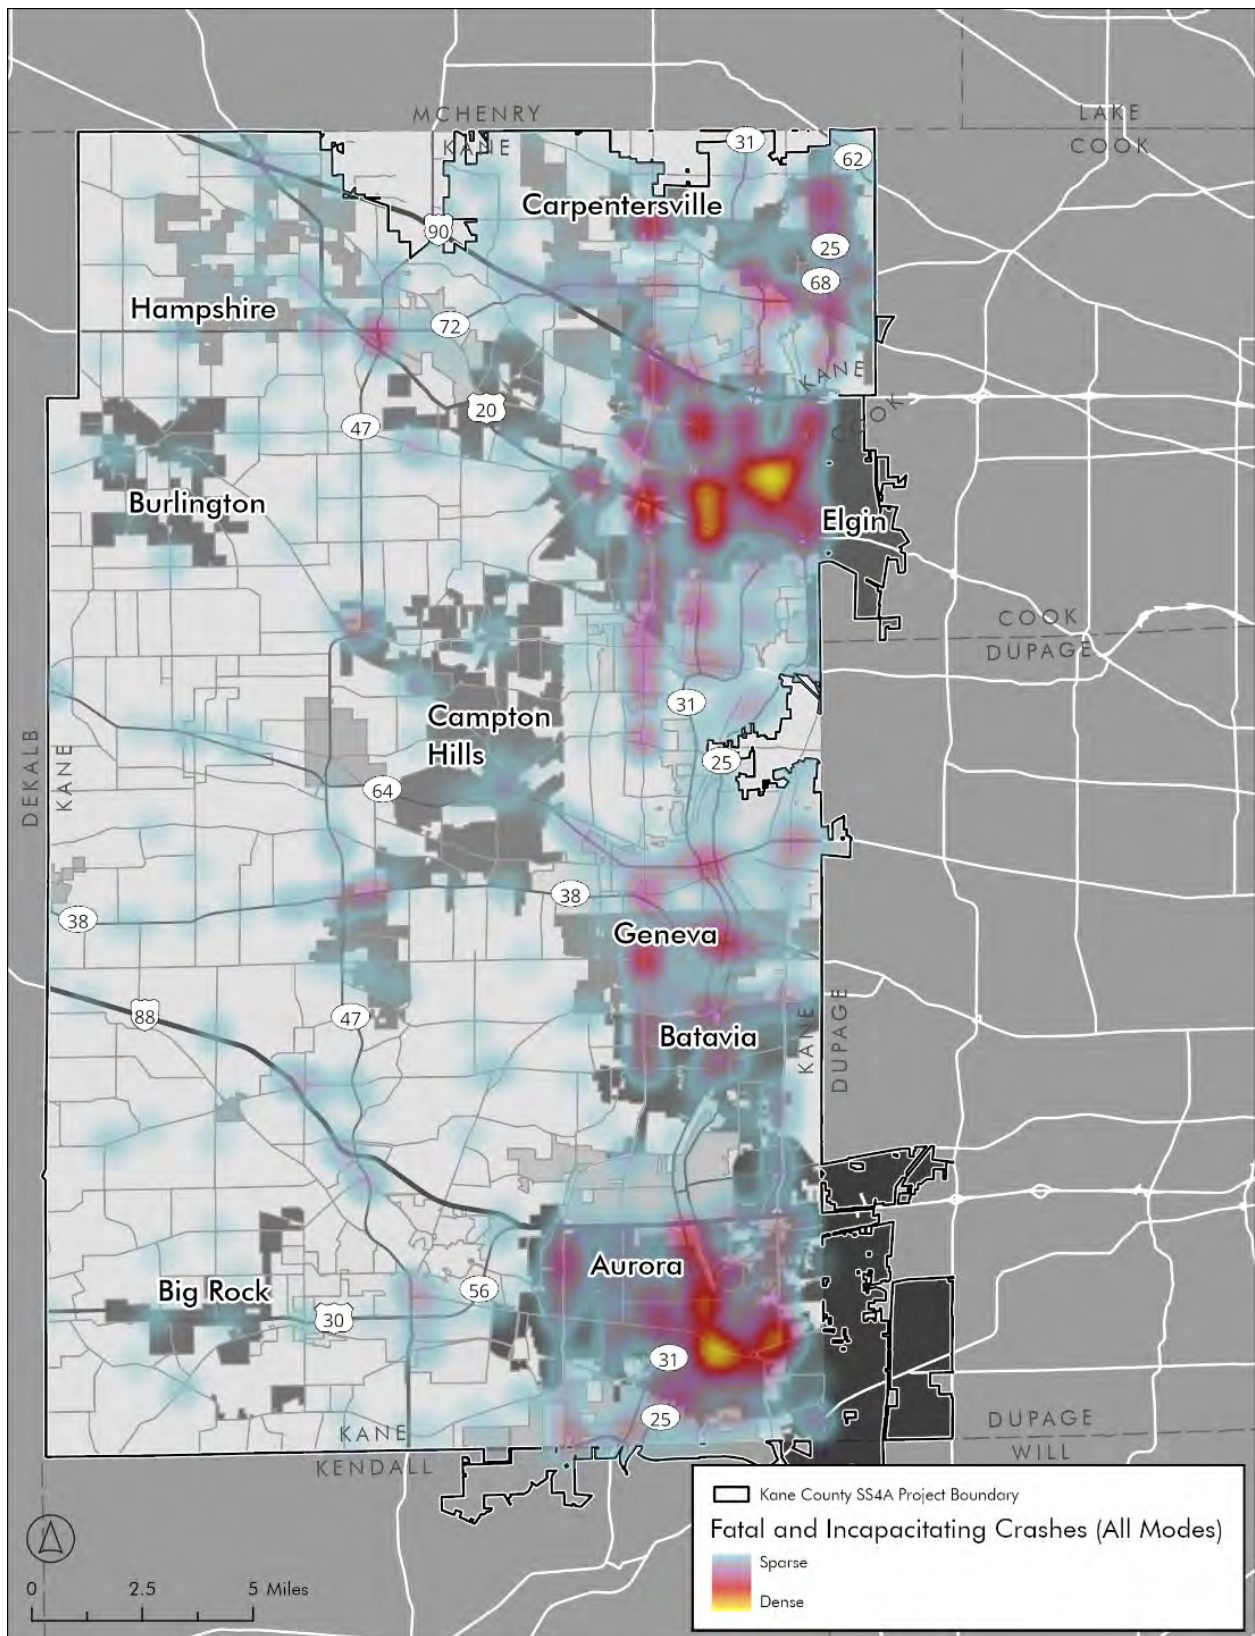 MCHENRY
KANE
LAKE
COOK
31
62
Carpentersville
90
25
68
Hampshire
72
KANE
COOK
20
47
Burlington
Elgin
COOK
DUPAGE
31
Campton
Hills
25
DEKALB
KANE
64
38
38
Geneva
88
47
Batavia
KANE
DUPAGE
Aurora
Big Rock
56
30
31
25
KANE
KENDALL
DUPAGE
WILL
Kane County SS4A Project Boundary
Fatal and Incapacitating Crashes (All Modes)
Sparse
Dense
0 2.5 5 Miles